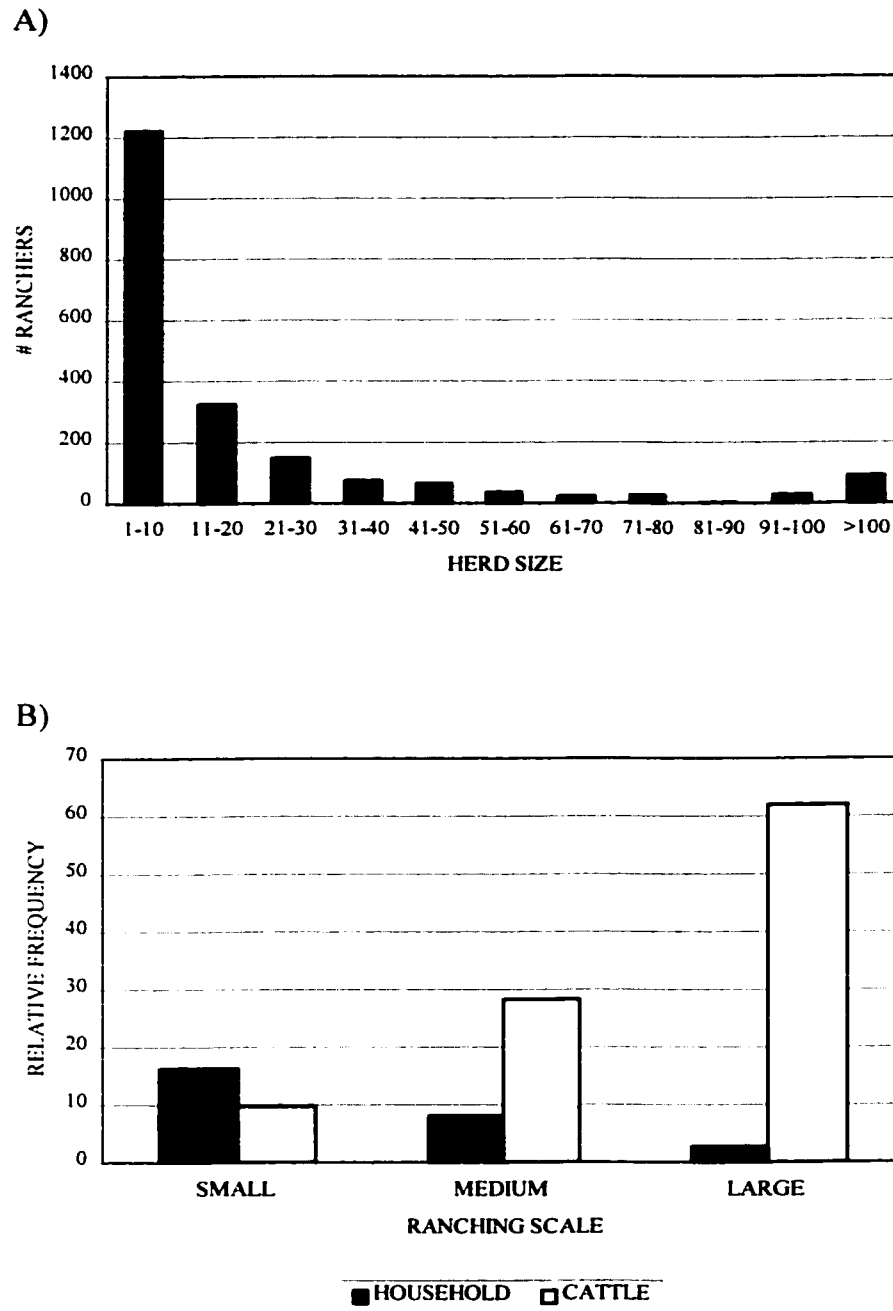 A)
1400
1200
1000
800
600
400
200
0
# RANCHERS
1-10 11-20 21-30 31-40 41-50 51-60 61-70 71-80 81-90 91-100 >100
HERD SIZE
B)
70
60
50
40
30
20
10
0
RELATIVE FREQUENCY
SMALL MEDIUM LARGE
RANCHING SCALE
HOUSEHOLD CATTLE